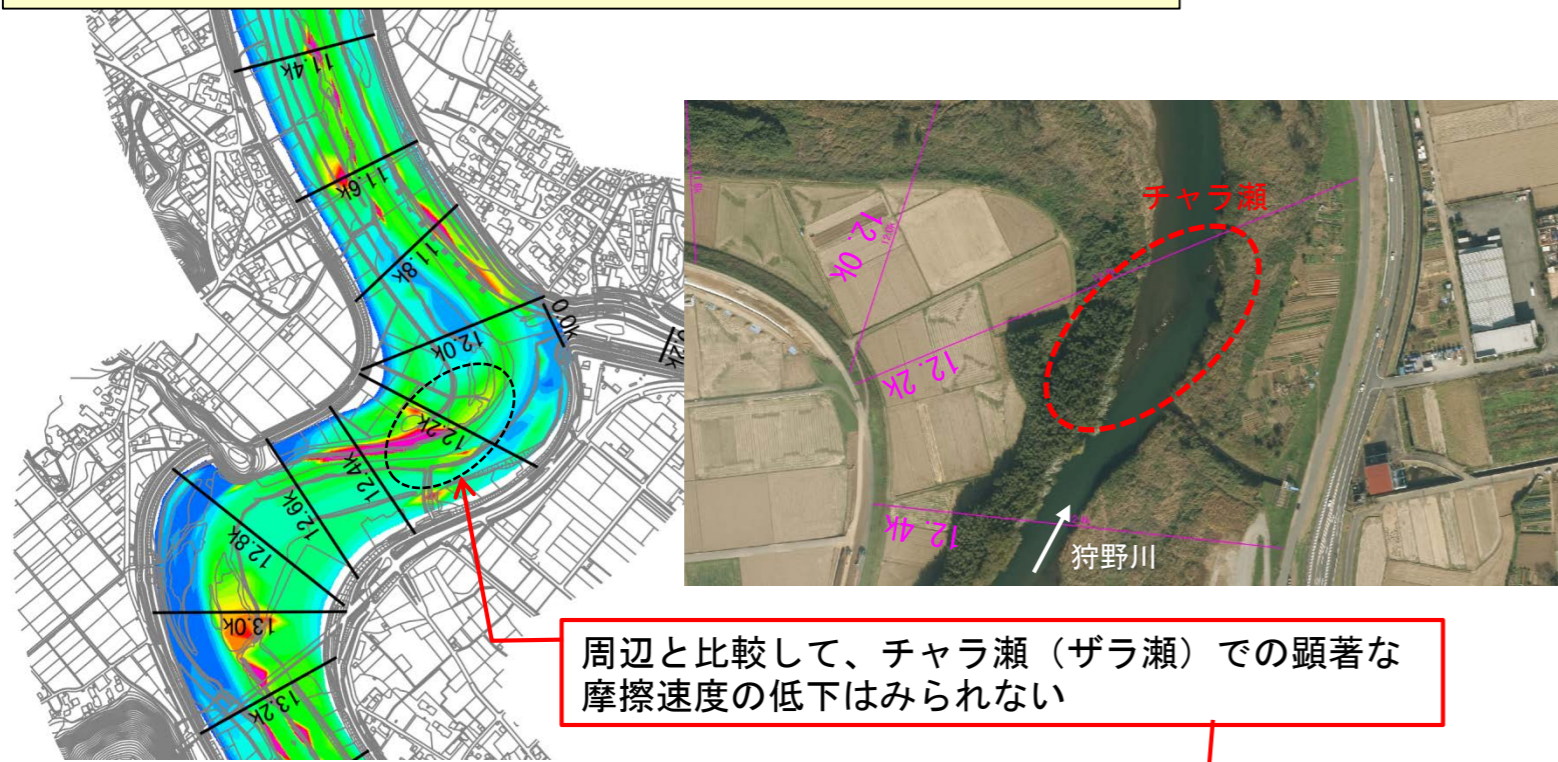 11.4k
11.6k
11.8k
0.0k
0.2k
12.0k
12.2k
12.4k
12.6k
12.8k
13.0k
13.2k
チャラ瀬
12.0k
12.2k
12.4k
狩野川
周辺と比較して、チャラ瀬（ザラ瀬）での顕著な
摩擦速度の低下はみられない